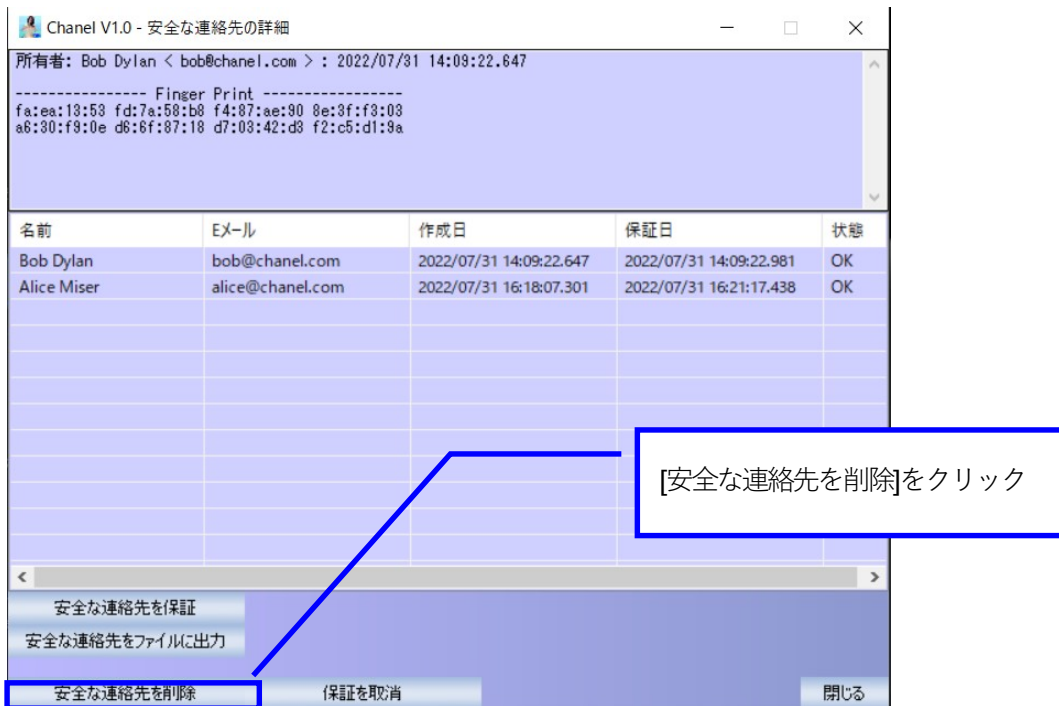 Chanel V1.0 - 安全な連絡先の詳細
所有者: Bob Dylan < bob@chanel.com > : 2022/07/31 14:09:22.647
---------------- Finger Print -----------------
fa:ea:13:53 fd:7a:58:b8 f4:87:ae:90 8e:3f:f3:03
a6:30:f9:0e d6:6f:87:18 d7:03:42:d3 f2:c5:d1:9a
名前 Eメール 作成日 保証日 状態
Bob Dylan bob@chanel.com 2022/07/31 14:09:22.647 2022/07/31 14:09:22.981 OK
Alice Miser alice@chanel.com 2022/07/31 16:18:07.301 2022/07/31 16:21:17.438 OK
[安全な連絡先を削除]をクリック
安全な連絡先を保証
安全な連絡先をファイルに出力
安全な連絡先を削除 保証を取消 閉じる